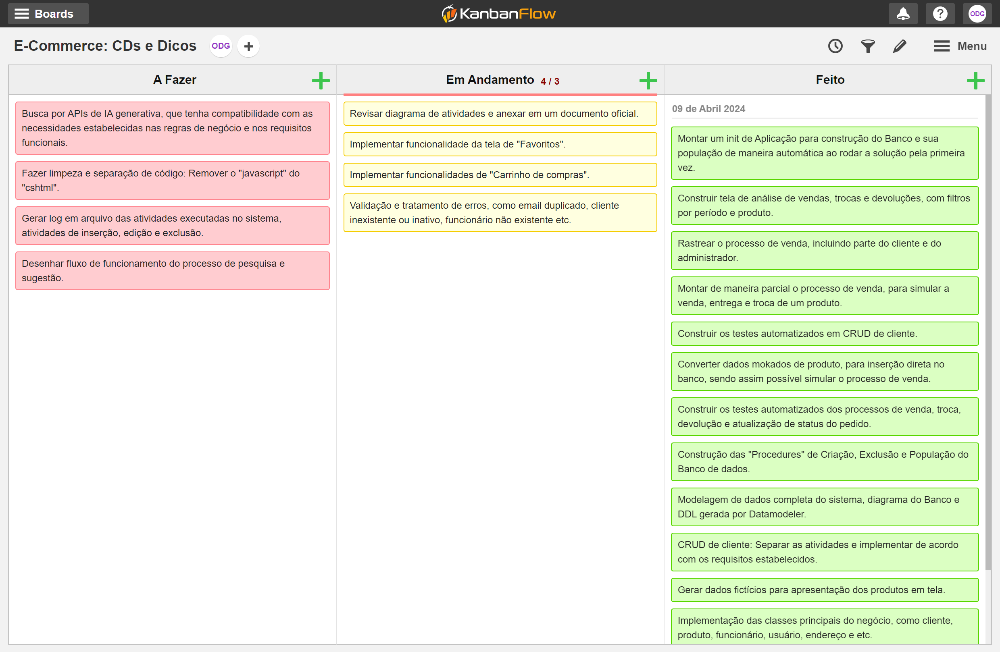 Boards
KanbanFlow
?
ODG
E-Commerce: CDs e Dicos
ODG
+
Menu
A Fazer
Em Andamento 4 / 3
Feito
Busca por APIs de IA generativa, que tenha compatibilidade com as
necessidades estabelecidas nas regras de negócio e nos requisitos
funcionais.
Fazer limpeza e separação de código: Remover o "javascript" do
"cshtml".
Gerar log em arquivo das atividades executadas no sistema,
atividades de inserção, edição e exclusão.
Desenhar fluxo de funcionamento do processo de pesquisa e
sugestão.
Revisar diagrama de atividades e anexar em um documento oficial.
Implementar funcionalidade da tela de "Favoritos".
Implementar funcionalidades de "Carrinho de compras".
Validação e tratamento de erros, como email duplicado, cliente
inexistente ou inativo, funcionário não existente etc.
09 de Abril 2024
Montar um init de Aplicação para construção do Banco e sua
população de maneira automática ao rodar a solução pela primeira
vez.
Construir tela de análise de vendas, trocas e devoluções, com filtros
por período e produto.
Rastrear o processo de venda, incluindo parte do cliente e do
administrador.
Montar de maneira parcial o processo de venda, para simular a
venda, entrega e troca de um produto.
Construir os testes automatizados em CRUD de cliente.
Converter dados mokados de produto, para inserção direta no
banco, sendo assim possível simular o processo de venda.
Construir os testes automatizados dos processos de venda, troca,
devolução e atualização de status do pedido.
Construção das "Procedures" de Criação, Exclusão e População do
Banco de dados.
Modelagem de dados completa do sistema, diagrama do Banco e
DDL gerada por Datamodeler.
CRUD de cliente: Separar as atividades e implementar de acordo
com os requisitos estabelecidos.
Gerar dados fictícios para apresentação dos produtos em tela.
Implementação das classes principais do negócio, como cliente,
produto, funcionário, usuário, endereço e etc.